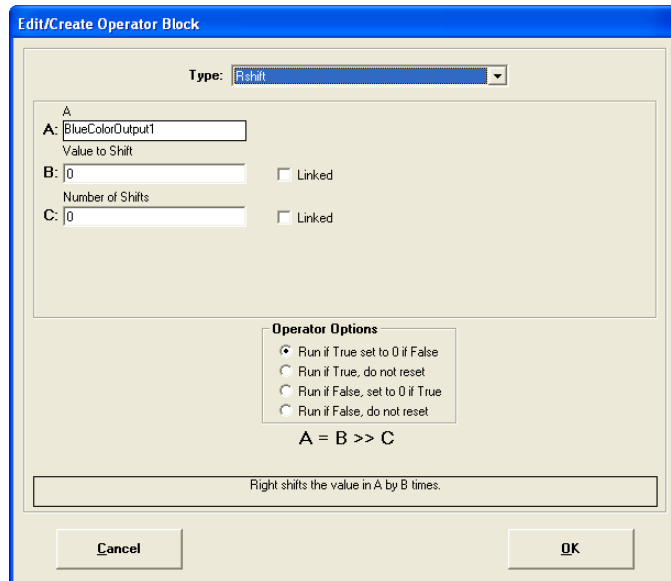 Edit/Create Operator Block
Type: Rshift
A
A: BlueColorOutput1
Value to Shift
B: 0 Linked
Number of Shifts
C: 0 Linked
Operator Options
Run if True set to 0 if False
Run if True, do not reset
Run if False, set to 0 if True
Run if False, do not reset
A = B >> C
Right shifts the value in A by B times.
Cancel OK